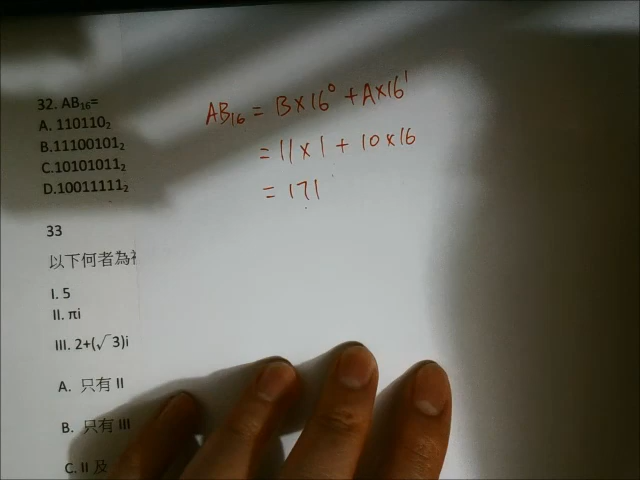 32. AB₁₆=
A. 110110₂
B.11100101₂
C.10101011₂
D.10011111₂
AB₁₆ = B×16⁰ + A×16¹
= 11×1 + 10×16
= 171
33
以下何者為
I. 5
II. πi
III. 2+(√3)i
A. 只有 II
B. 只有 III
C. II 及